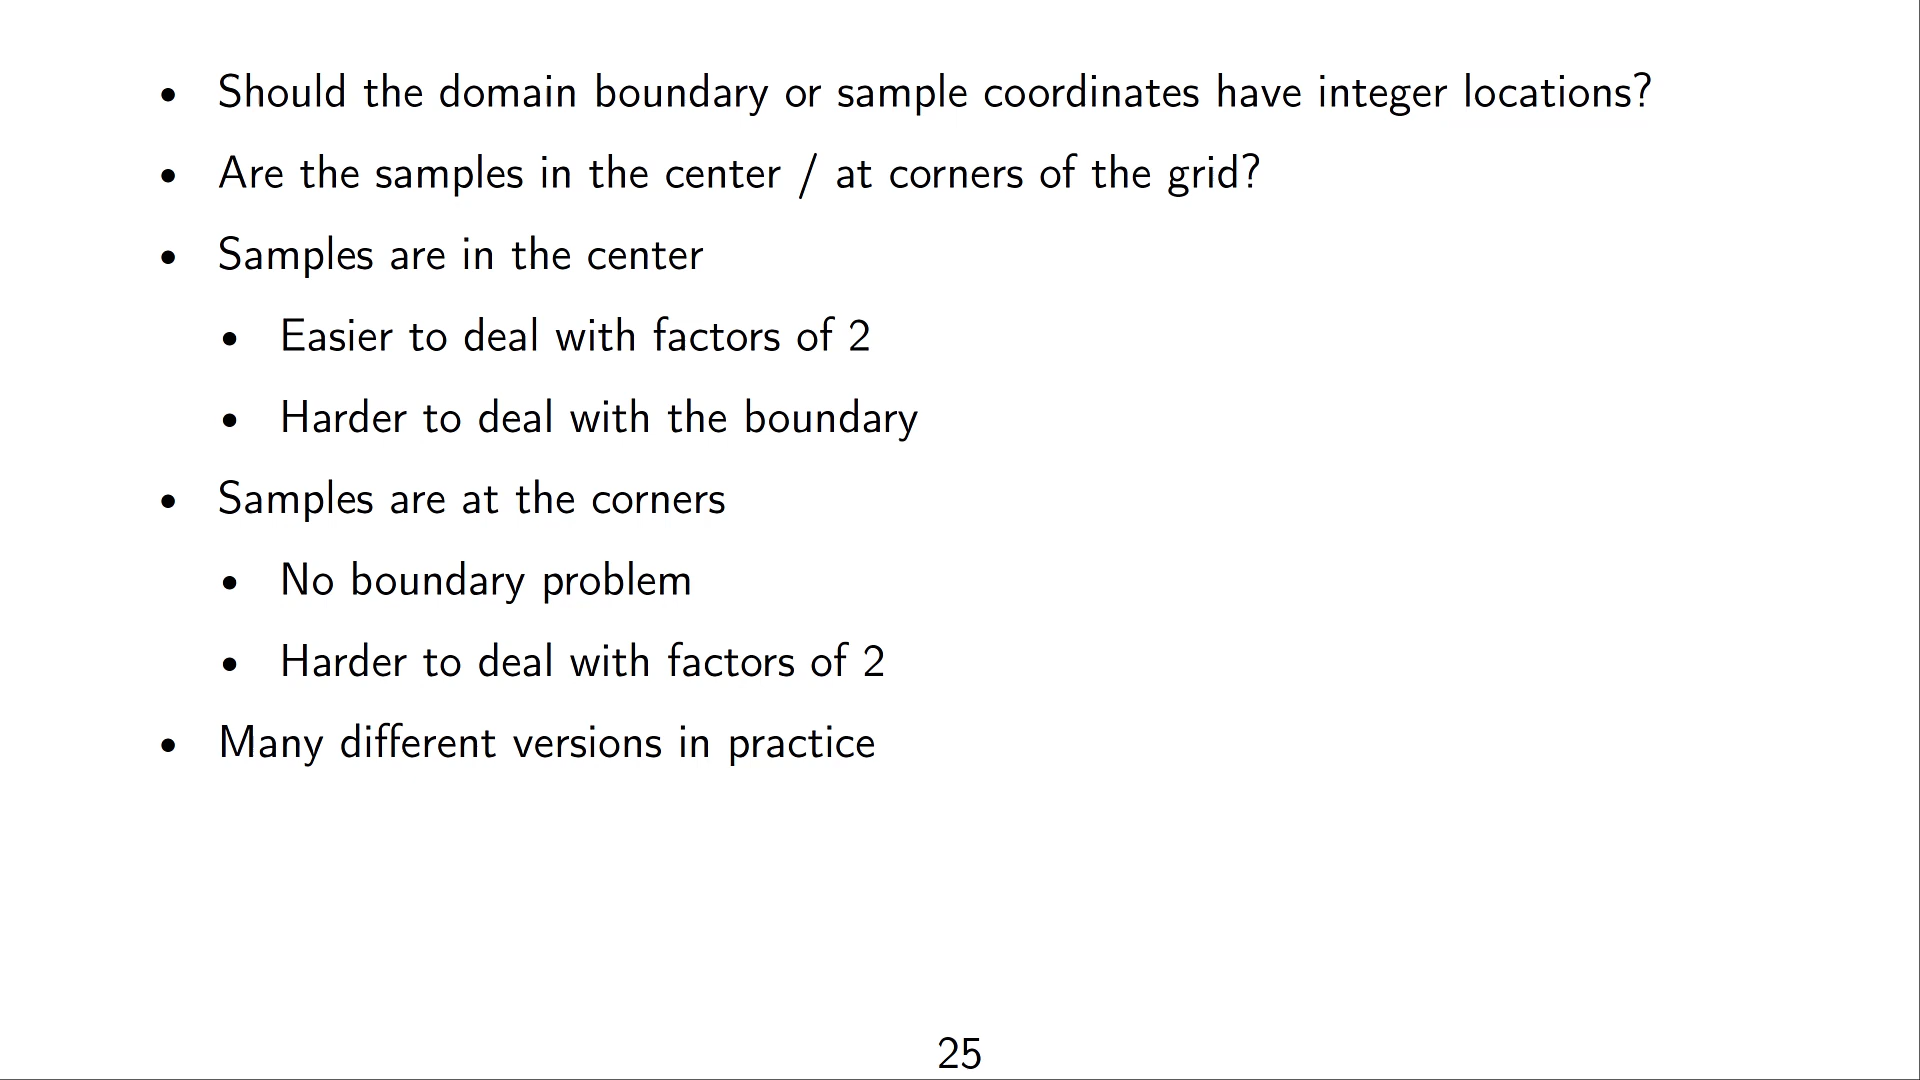 • Should the domain boundary or sample coordinates have integer locations?
• Are the samples in the center / at corners of the grid?
• Samples are in the center
• Easier to deal with factors of 2
• Harder to deal with the boundary
• Samples are at the corners
• No boundary problem
• Harder to deal with factors of 2
• Many different versions in practice
25